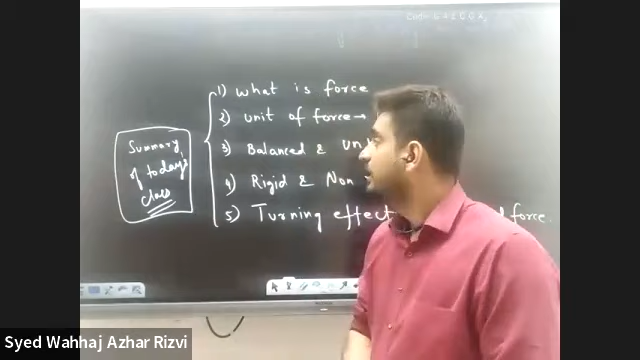 Summary
of today's
class
1) What is force
2) unit of force →
3) Balanced & Un
4) Rigid & Non
5) Turning effect force.
Syed Wahhaj Azhar Rizvi